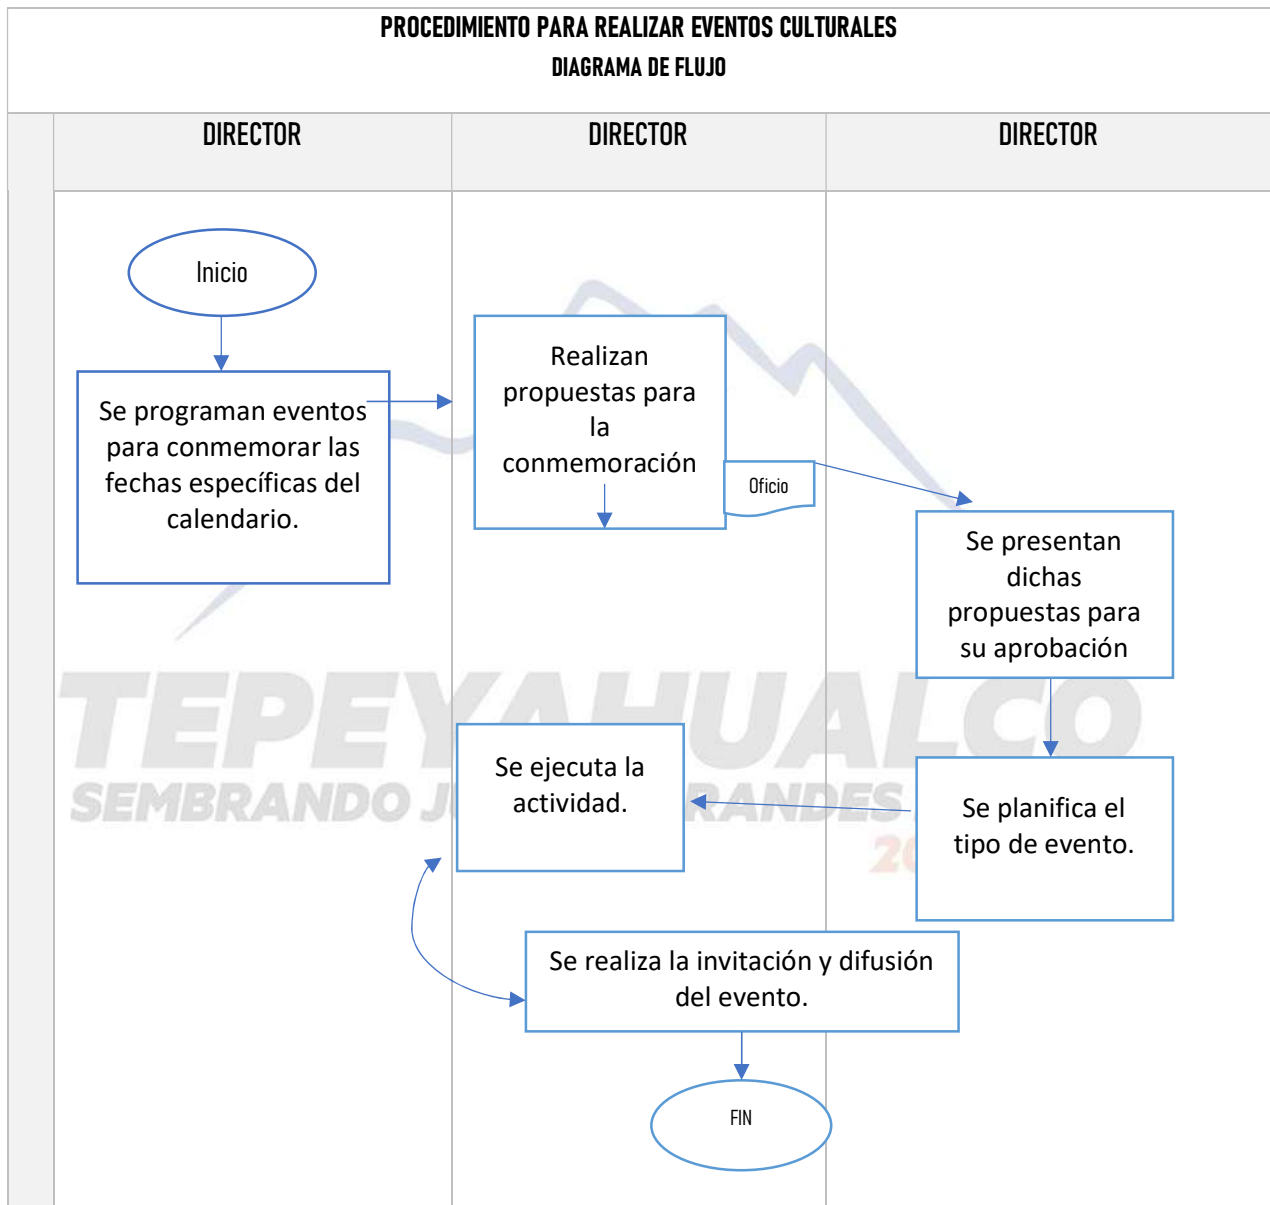 PROCEDIMIENTO PARA REALIZAR EVENTOS CULTURALES
DIAGRAMA DE FLUJO
DIRECTOR
DIRECTOR
DIRECTOR
Inicio
Se programan eventos
para conmemorar las
fechas específicas del
calendario.
Realizan
propuestas para
la
conmemoración
Oficio
Se presentan
dichas
propuestas para
su aprobación
TEPEYAHUALCO
SEMBRANDO
Se ejecuta la
actividad.
Se planifica el
tipo de evento.
Se realiza la invitación y difusión
del evento.
FIN